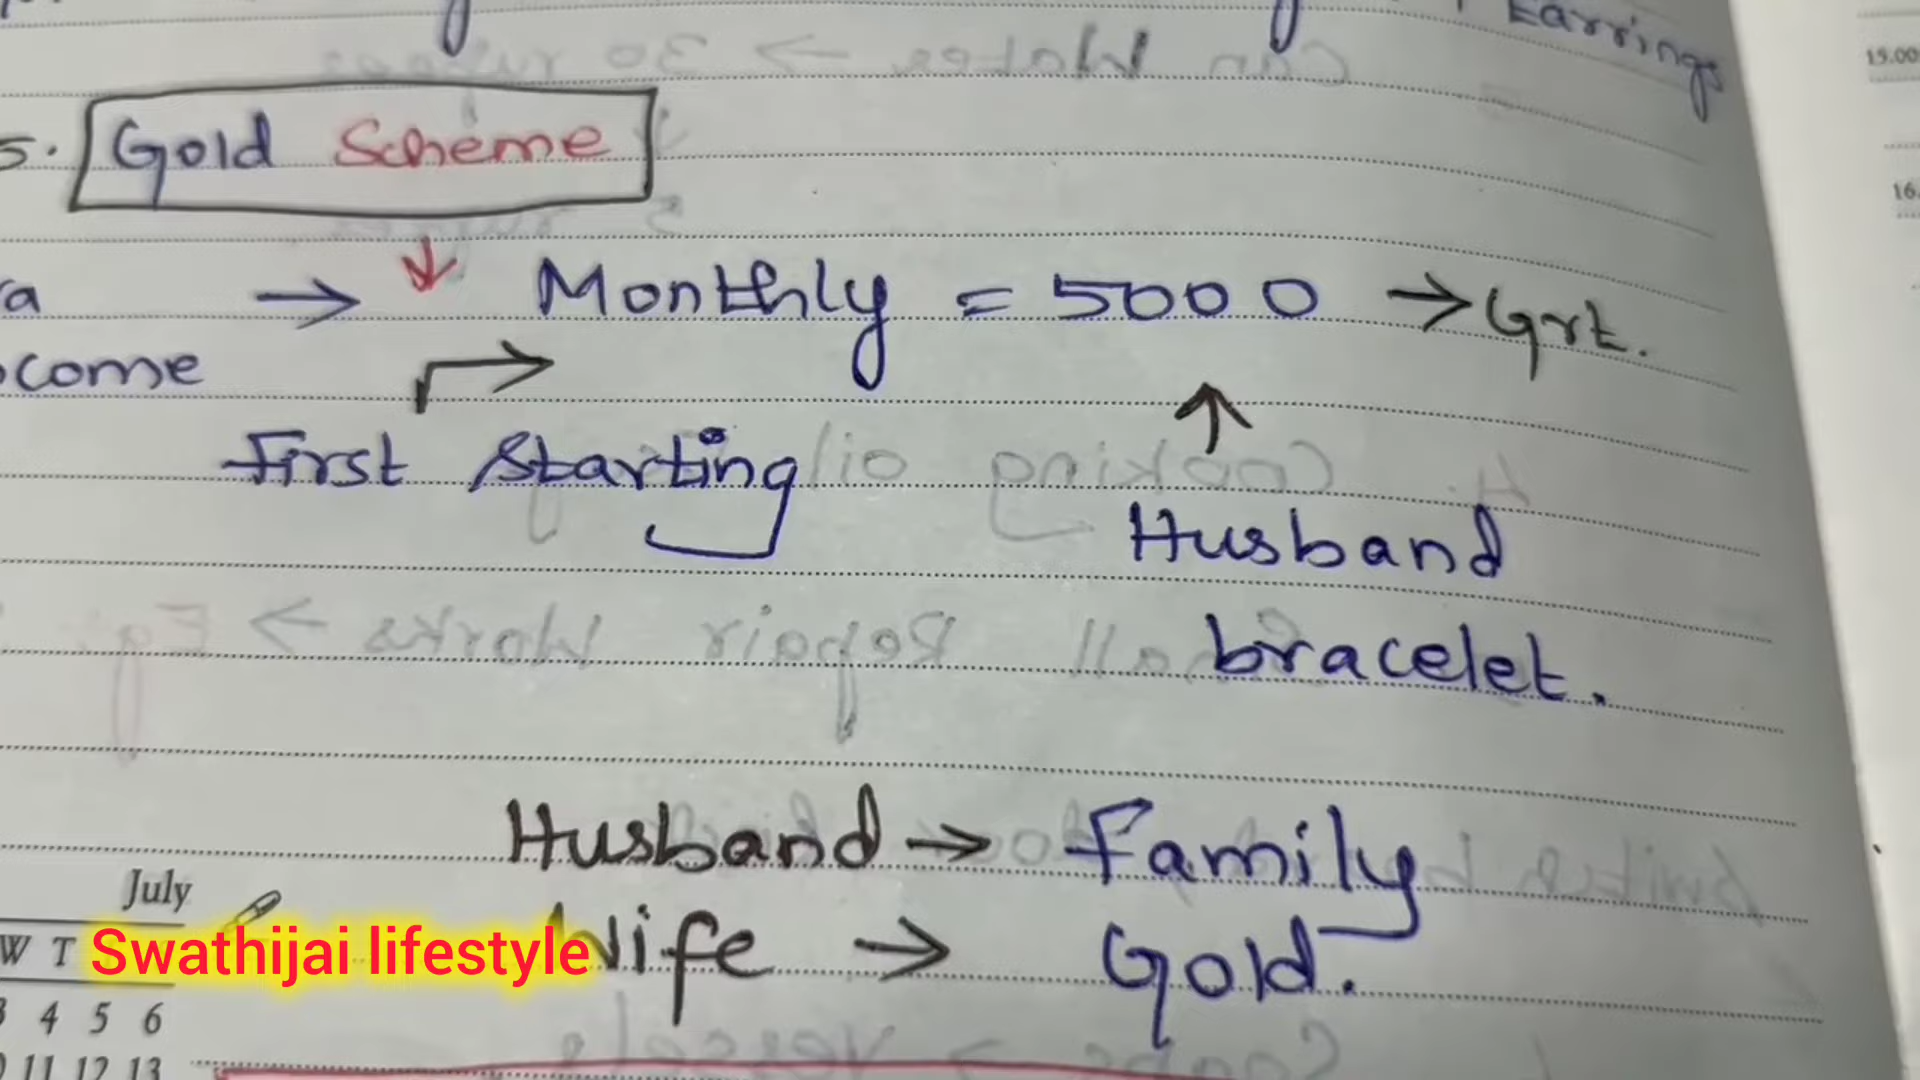 Earrings
15.00
5. Gold Scheme
16.
→ Monthly = 5000 → Grt.
come
First Starting
Husband
bracelet.
Husband → Family
Wife → Gold.
July
W T
Swathijai lifestyle
4 5 6
11 12 13